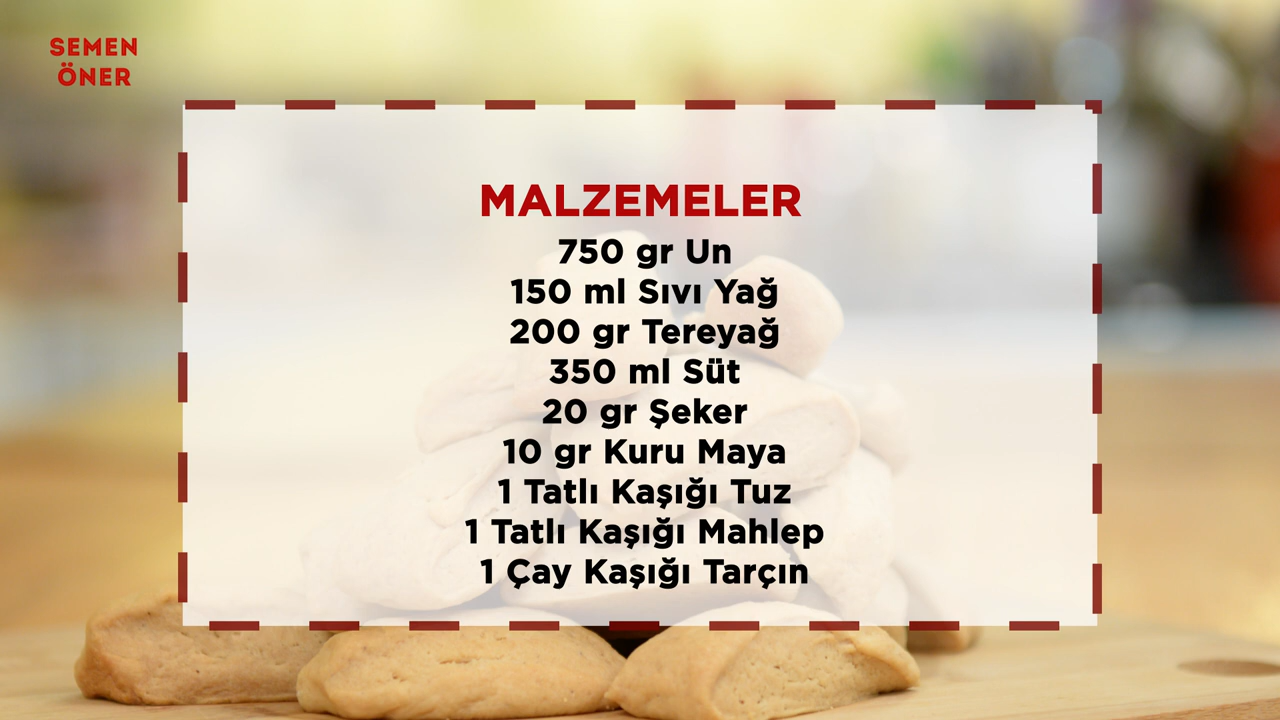 SEMEN
ÖNER
MALZEMELER
750 gr Un
150 ml Sıvı Yağ
200 gr Tereyağ
350 ml Süt
20 gr Şeker
10 gr Kuru Maya
1 Tatlı Kaşığı Tuz
1 Tatlı Kaşığı Mahlep
1 Çay Kaşığı Tarçın